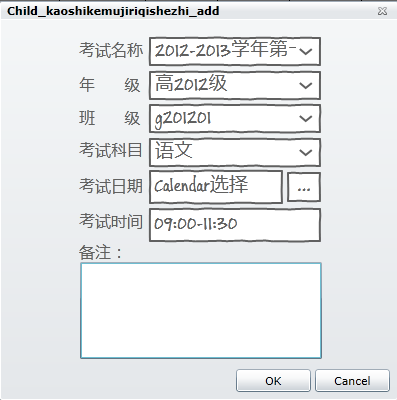 Child_kaoshikemujiriqishezhi_add
考试名称 2012-2013学年第一
年 级 高2012级
班 级 g201201
考试科目 语文
考试日期 Calendar选择 ...
考试时间 09:00-11:30
备注：
OK Cancel